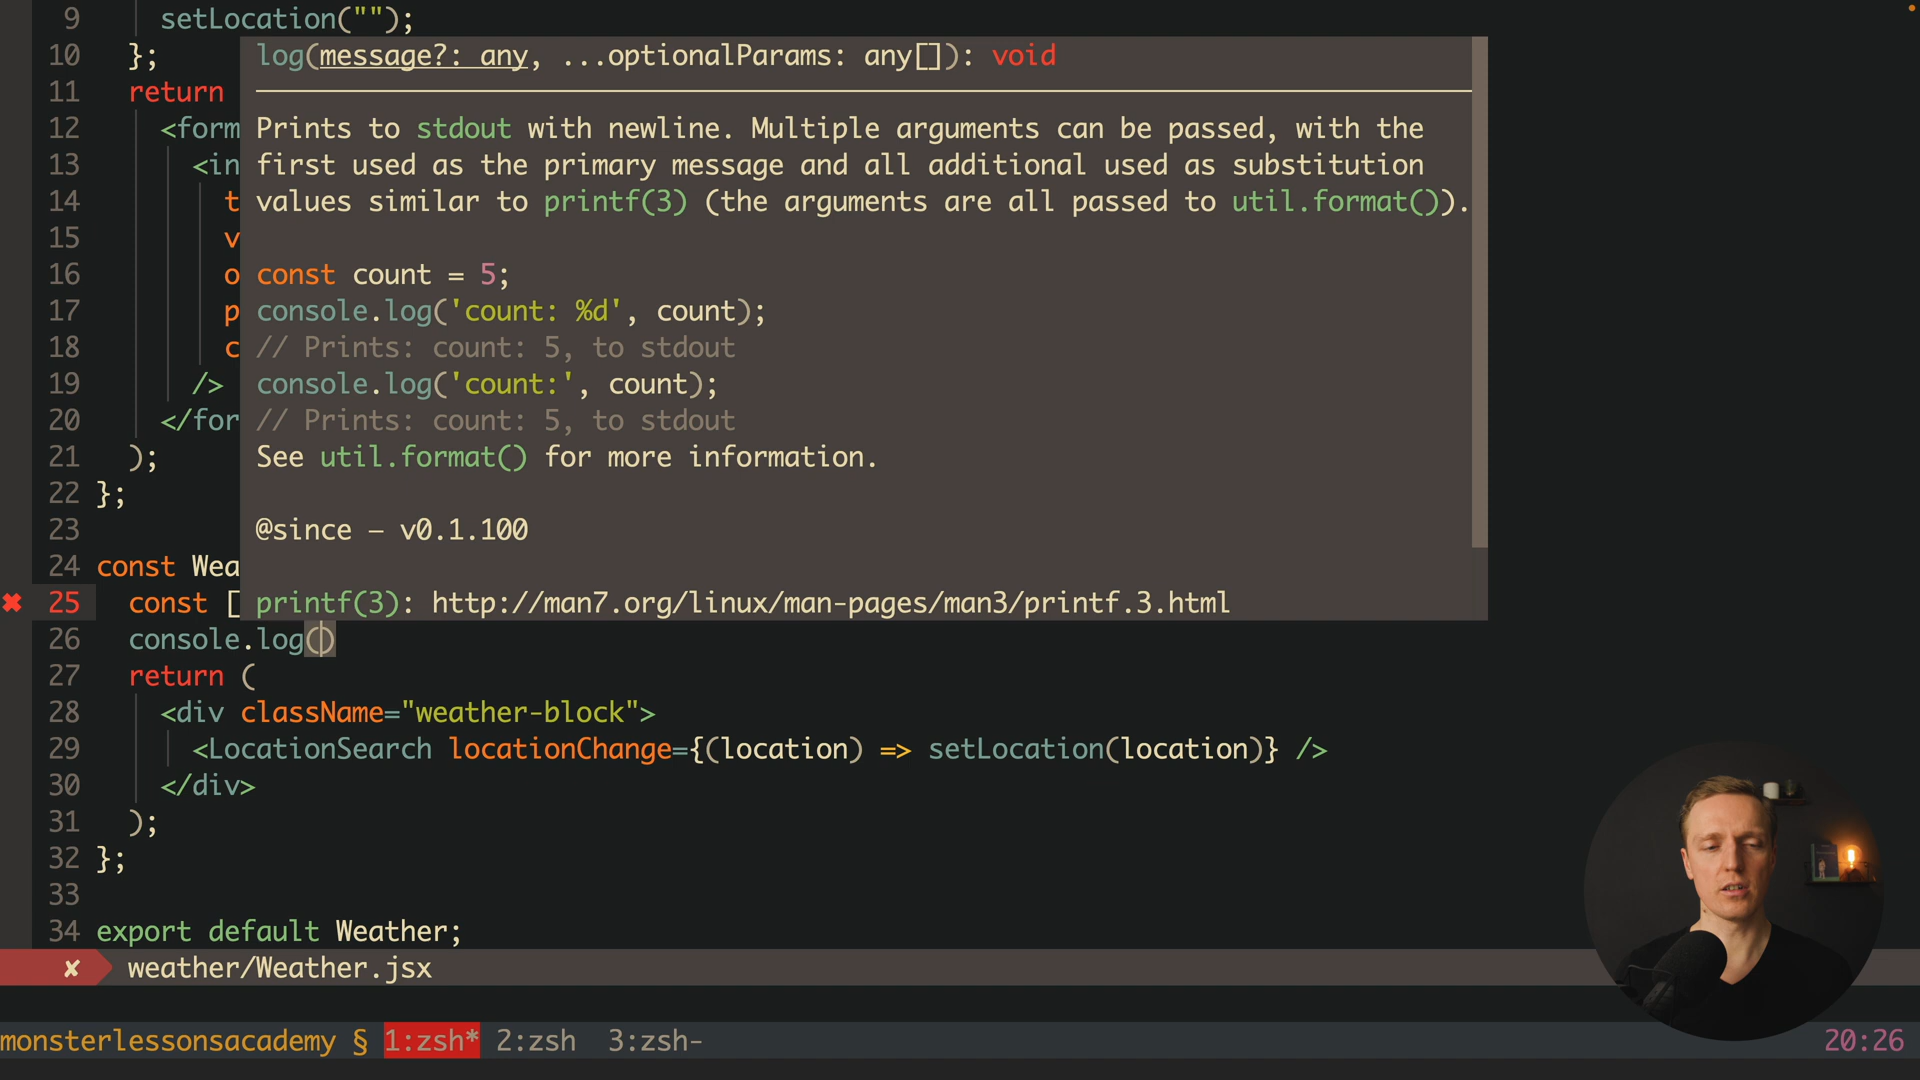 9 setLocation("");
10 };
log(message?: any, ...optionalParams: any[]): void
11 return
12 <form
Prints to stdout with newline. Multiple arguments can be passed, with the
13 <in
first used as the primary message and all additional used as substitution
14 t
values similar to printf(3) (the arguments are all passed to util.format()).
15 v
16 o
const count = 5;
17 p
console.log('count: %d', count);
18 c
// Prints: count: 5, to stdout
19 />
console.log('count:', count);
20 </for
// Prints: count: 5, to stdout
21 );
See util.format() for more information.
22 };
23
@since — v0.1.100
24 const Wea
✖ 25 const [
printf(3): http://man7.org/linux/man-pages/man3/printf.3.html
26 console.log()
27 return (
28 <div className="weather-block">
29 <LocationSearch locationChange={(location) => setLocation(location)} />
30 </div>
31 );
32 };
33
34 export default Weather;
✘ weather/Weather.jsx
monsterlessonsacademy § 1:zsh* 2:zsh 3:zsh- 20:26